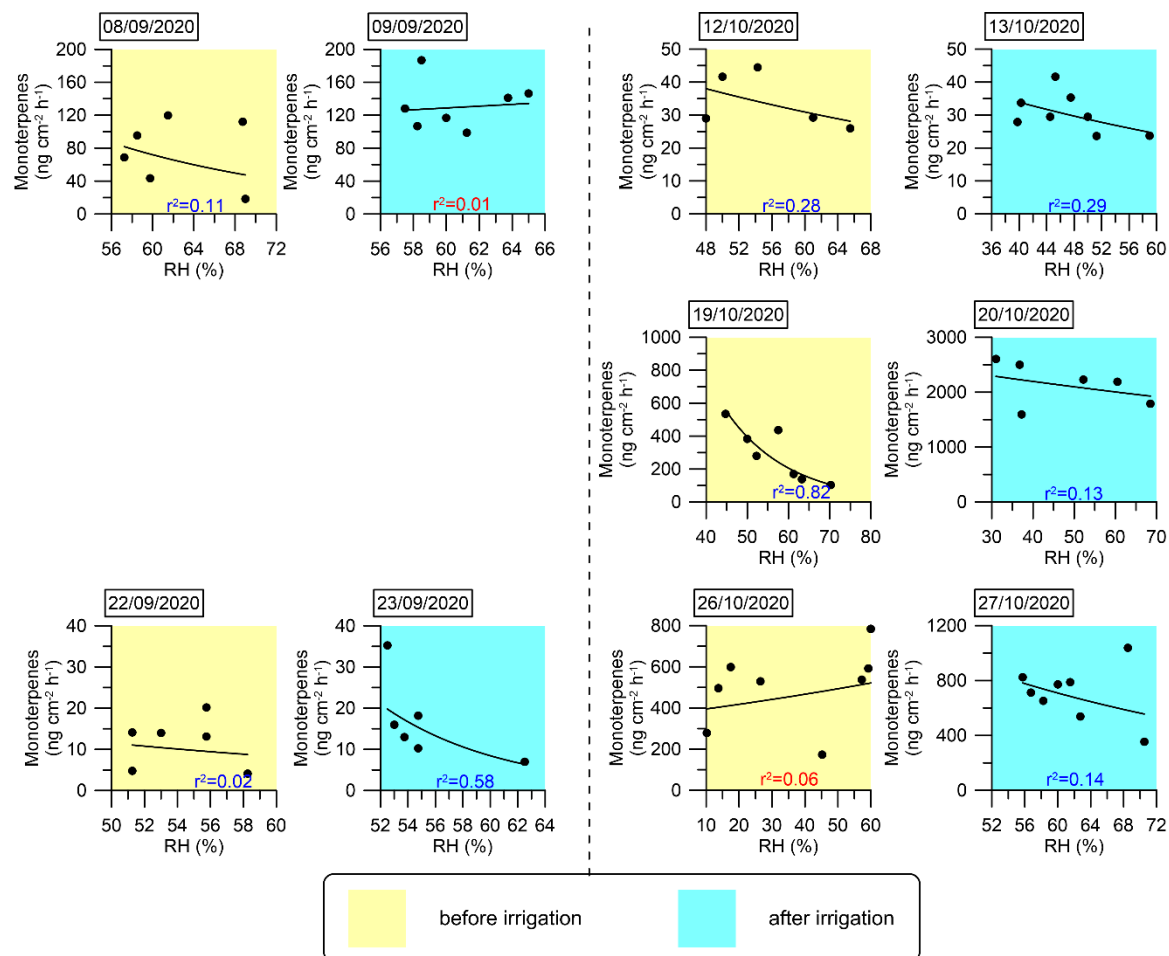 08/09/2020
Monoterpenes
(ng cm⁻² h⁻¹)
200
160
120
80
40
0
r²=0.11
56 60 64 68 72
RH (%)
09/09/2020
Monoterpenes
(ng cm⁻² h⁻¹)
200
160
120
80
40
0
r²=0.01
56 58 60 62 64 66
RH (%)
12/10/2020
Monoterpenes
(ng cm⁻² h⁻¹)
50
40
30
20
10
0
r²=0.28
48 52 56 60 64 68
RH (%)
13/10/2020
Monoterpenes
(ng cm⁻² h⁻¹)
50
40
30
20
10
0
r²=0.29
36 40 44 48 52 56 60
RH (%)
19/10/2020
Monoterpenes
(ng cm⁻² h⁻¹)
1000
800
600
400
200
0
r²=0.82
40 50 60 70 80
RH (%)
20/10/2020
Monoterpenes
(ng cm⁻² h⁻¹)
3000
2000
1000
0
r²=0.13
30 40 50 60 70
RH (%)
22/09/2020
Monoterpenes
(ng cm⁻² h⁻¹)
40
30
20
10
0
r²=0.02
50 52 54 56 58 60
RH (%)
23/09/2020
Monoterpenes
(ng cm⁻² h⁻¹)
40
30
20
10
0
r²=0.58
52 54 56 58 60 62 64
RH (%)
26/10/2020
Monoterpenes
(ng cm⁻² h⁻¹)
800
600
400
200
0
r²=0.06
10 20 30 40 50 60
RH (%)
27/10/2020
Monoterpenes
(ng cm⁻² h⁻¹)
1200
800
400
0
r²=0.14
52 56 60 64 68 72
RH (%)
before irrigation
after irrigation